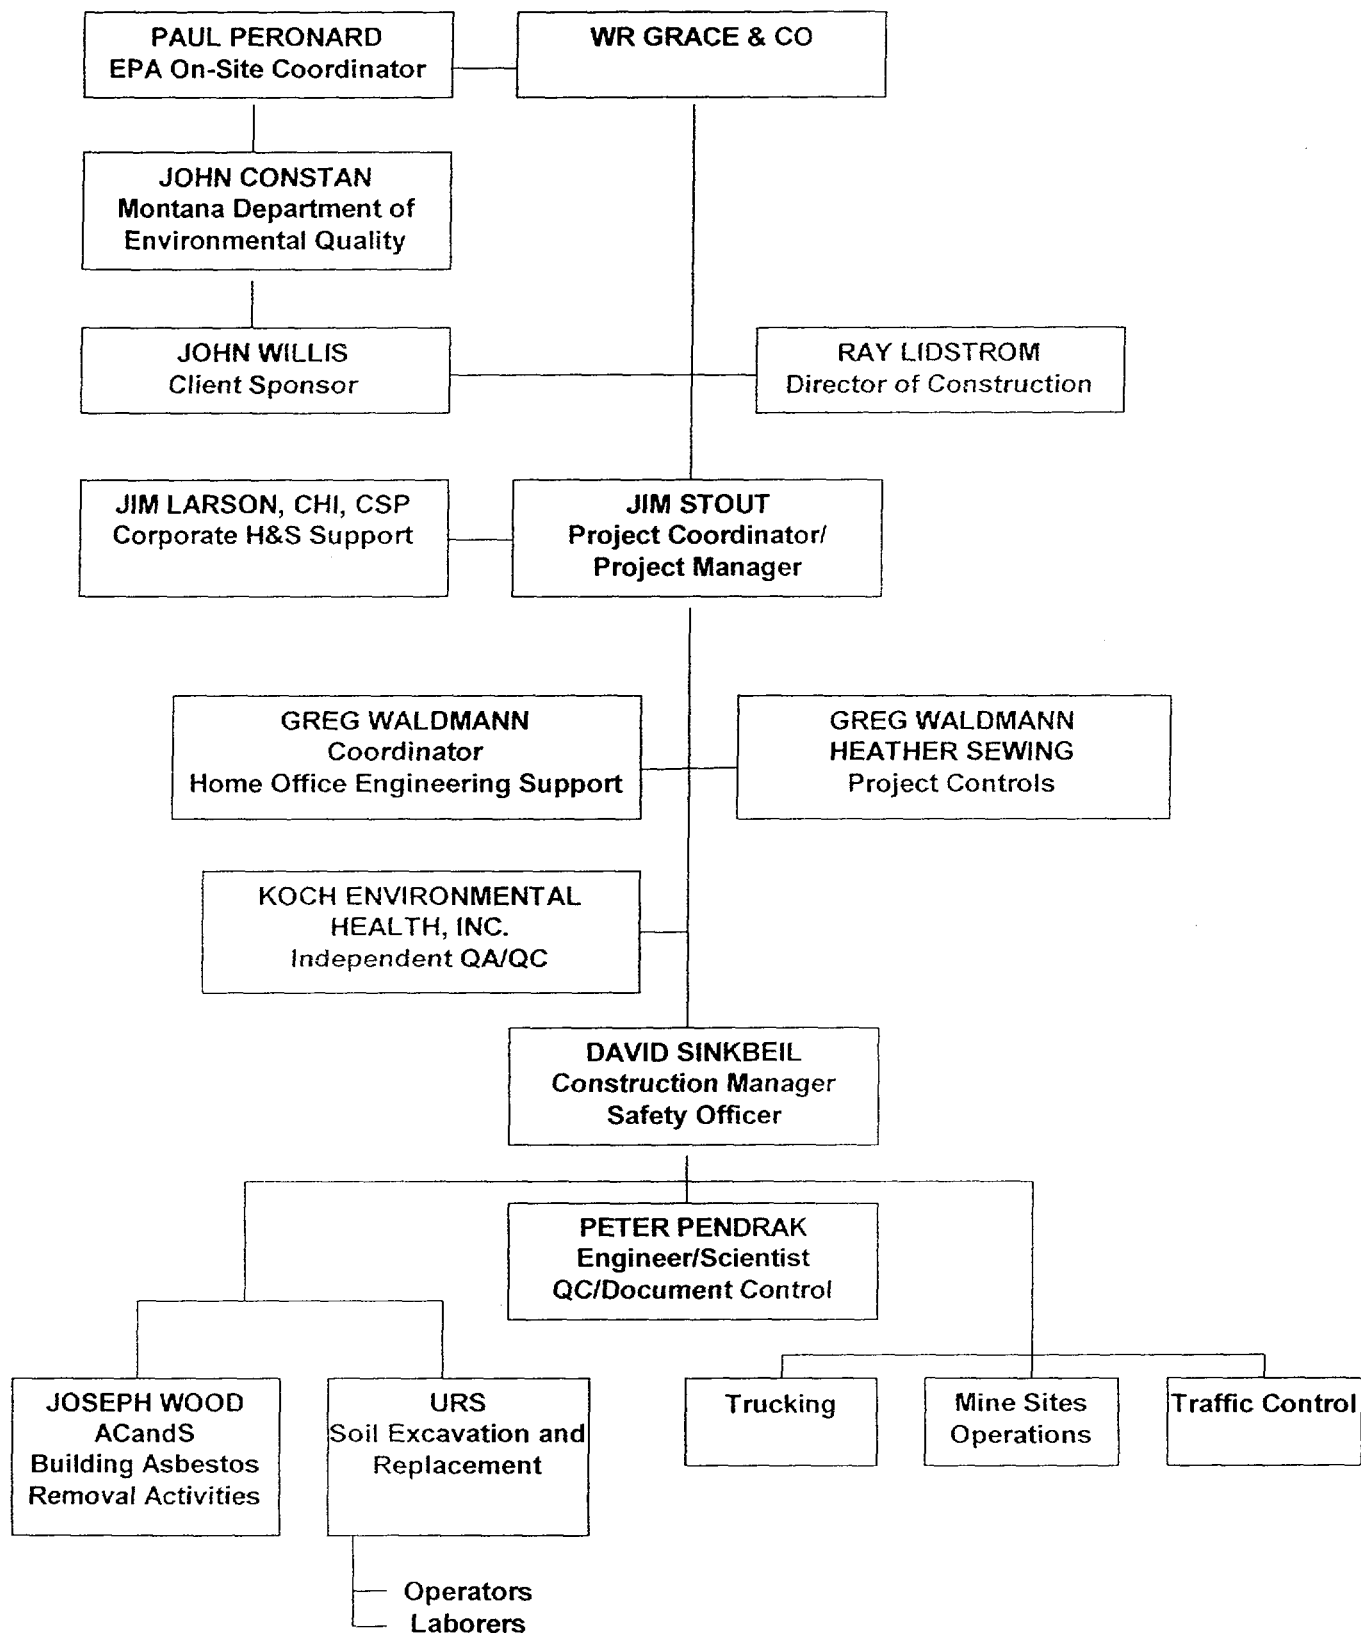 PAUL PERONARD
EPA On-Site Coordinator
WR GRACE & CO
JOHN CONSTAN
Montana Department of
Environmental Quality
JOHN WILLIS
Client Sponsor
RAY LIDSTROM
Director of Construction
JIM LARSON, CHI, CSP
Corporate H&S Support
JIM STOUT
Project Coordinator/
Project Manager
GREG WALDMANN
Coordinator
Home Office Engineering Support
GREG WALDMANN
HEATHER SEWING
Project Controls
KOCH ENVIRONMENTAL
HEALTH, INC.
Independent QA/QC
DAVID SINKBEIL
Construction Manager
Safety Officer
PETER PENDRAK
Engineer/Scientist
QC/Document Control
JOSEPH WOOD
ACandS
Building Asbestos
Removal Activities
URS
Soil Excavation and
Replacement
Trucking
Mine Sites
Operations
Traffic Control
Operators
Laborers